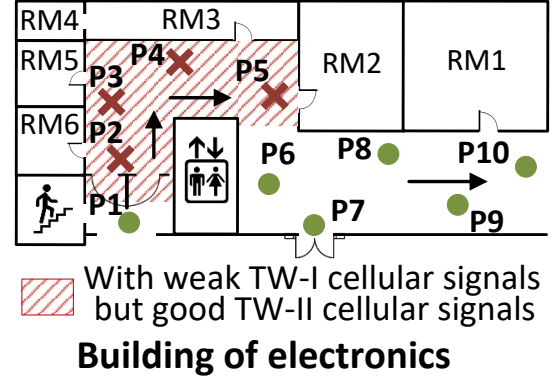 RM4
RM3
RM5
P4
P3
P5
RM2
RM1
RM6
P2
P6
P8
P10
P1
P7
P9
With weak TW-I cellular signals
but good TW-II cellular signals
Building of electronics